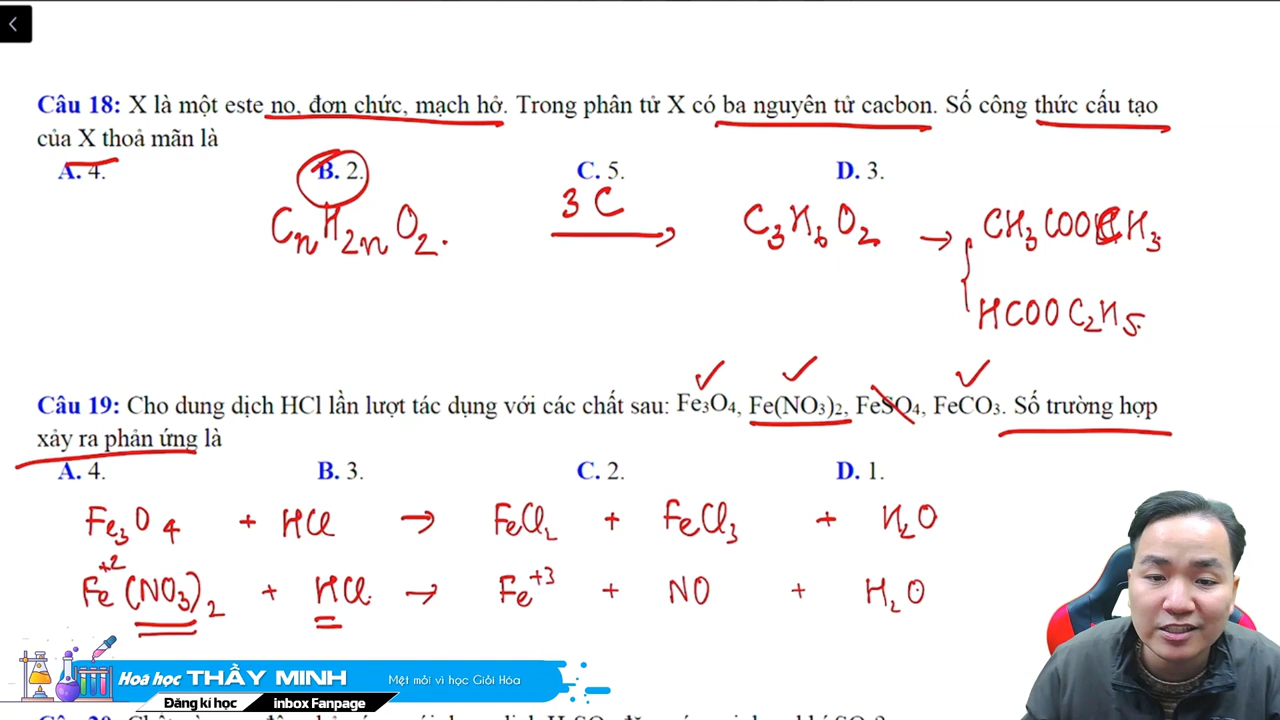 Câu 18: X là một este no, đơn chức, mạch hở. Trong phân tử X có ba nguyên tử cacbon. Số công thức cấu tạo
của X thoả mãn là
A. 4. B. 2. C. 5. D. 3.
CnH2nO2. 3C → C3H6O2 → CH3COOCH3
HCOOC2H5.
Câu 19: Cho dung dịch HCl lần lượt tác dụng với các chất sau: Fe3O4, Fe(NO3)2, FeSO4, FeCO3. Số trường hợp
xảy ra phản ứng là
A. 4. B. 3. C. 2. D. 1.
Fe3O4 + HCl → FeCl2 + FeCl3 + H2O
+2
Fe(NO3)2 + HCl → Fe+3 + NO + H2O
Hoá học THẦY MINH Mệt mỏi vì học Giỏi Hóa
Đăng kí học inbox Fanpage